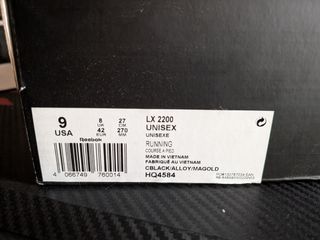 9 8 27 LX 2200
UK CM UNISEX
USA 42 270 UNISEXE
EUR MM RUNNING
Reebok COURSE A PIED
MADE IN VIETNAM
FABRIQUÉ AU VIETNAM
CBLACK/ALLOY/MAGOLD
4 066749 760014 HQ4584